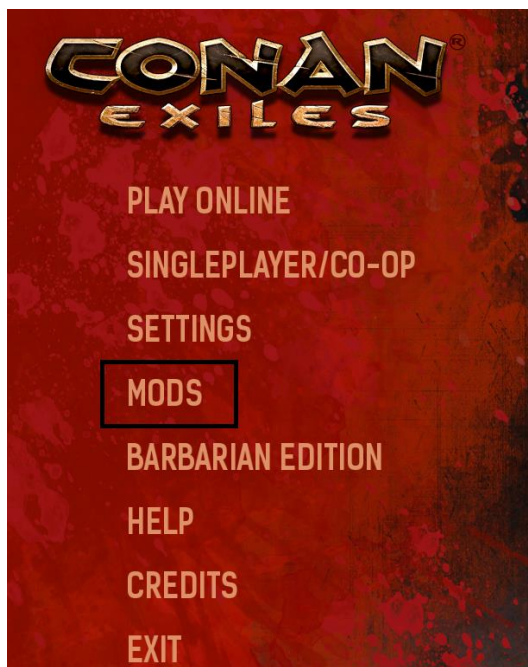 CONAN®
EXILES
PLAY ONLINE
SINGLEPLAYER/CO-OP
SETTINGS
MODS
BARBARIAN EDITION
HELP
CREDITS
EXIT